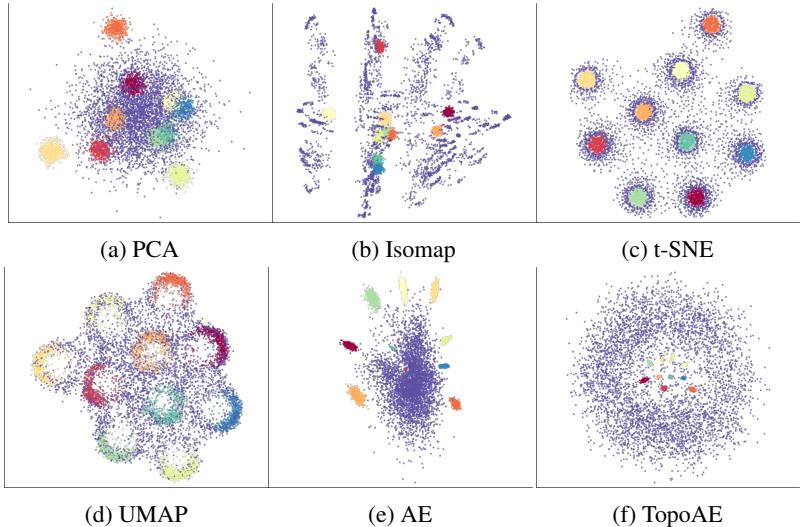 (a) PCA
(b) Isomap
(c) t-SNE
(d) UMAP
(e) AE
(f) TopoAE